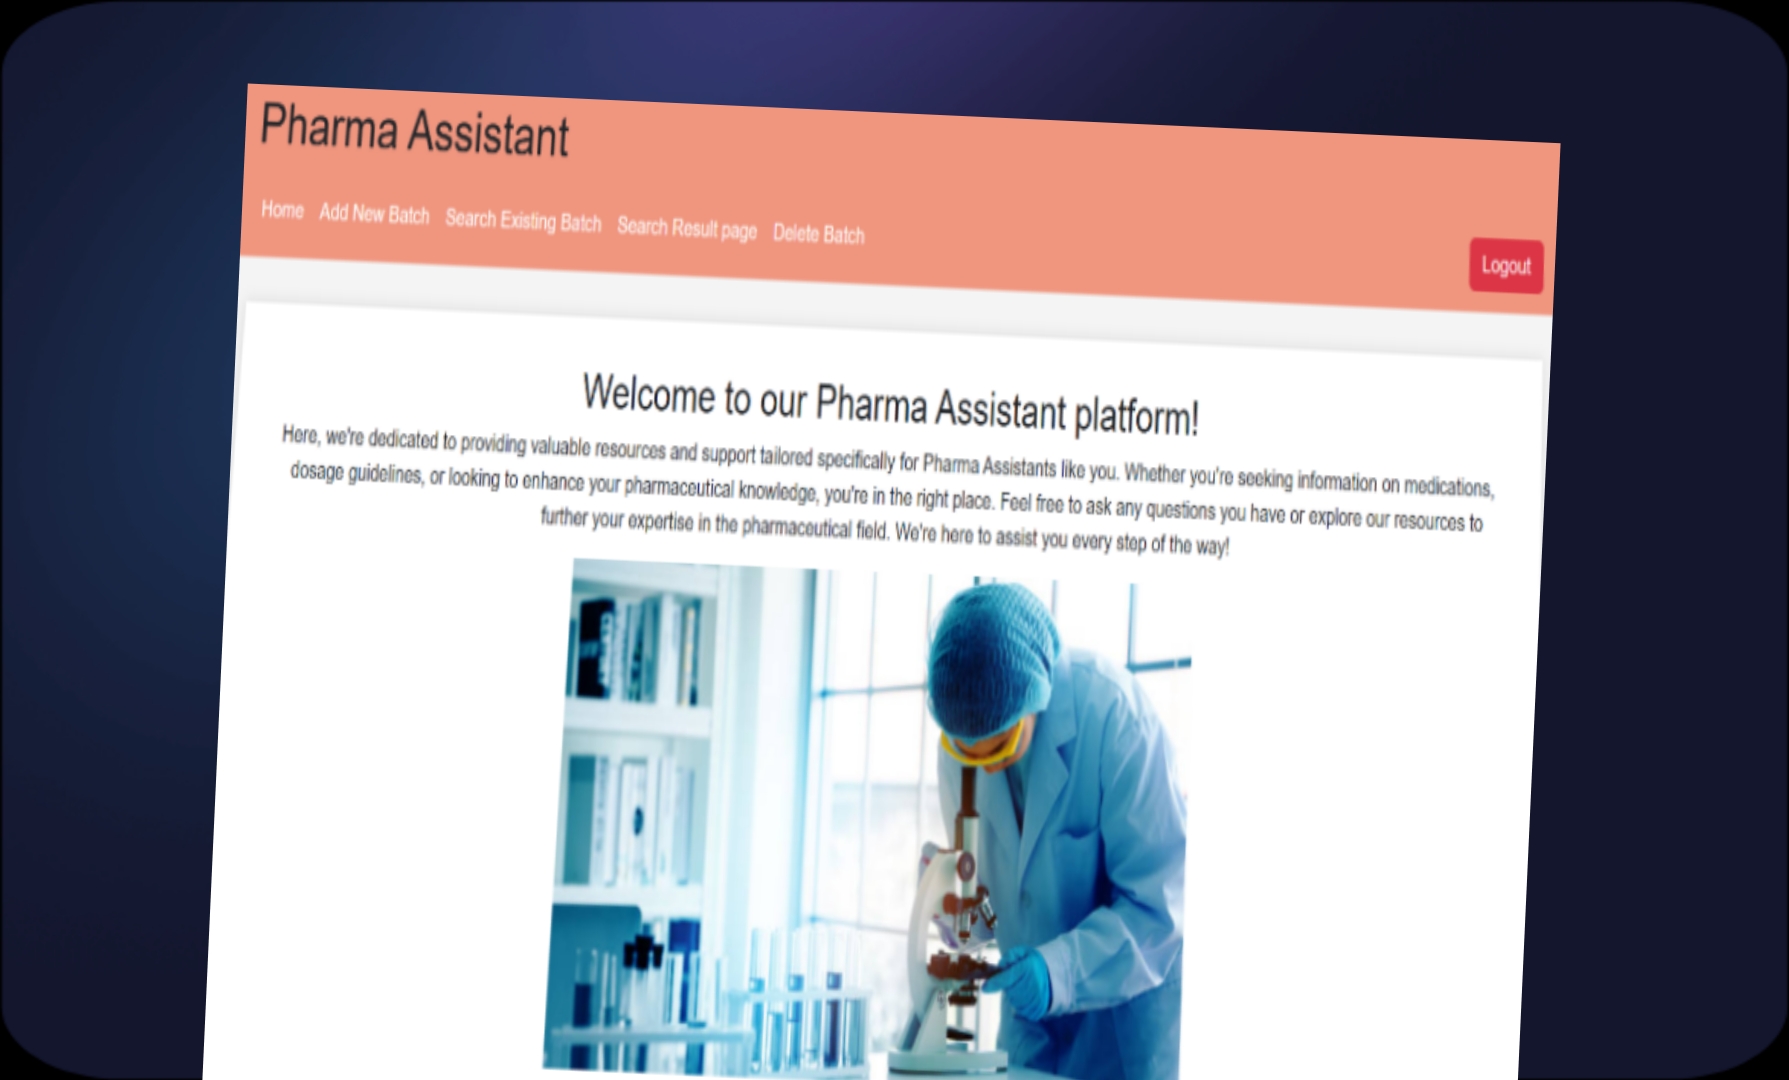 Pharma Assistant
Home Add New Batch Search Existing Batch Search Result page Delete Batch
Logout
Welcome to our Pharma Assistant platform!
Here, we're dedicated to providing valuable resources and support tailored specifically for Pharma Assistants like you. Whether you're seeking information on medications,
dosage guidelines, or looking to enhance your pharmaceutical knowledge, you're in the right place. Feel free to ask any questions you have or explore our resources to
further your expertise in the pharmaceutical field. We're here to assist you every step of the way!